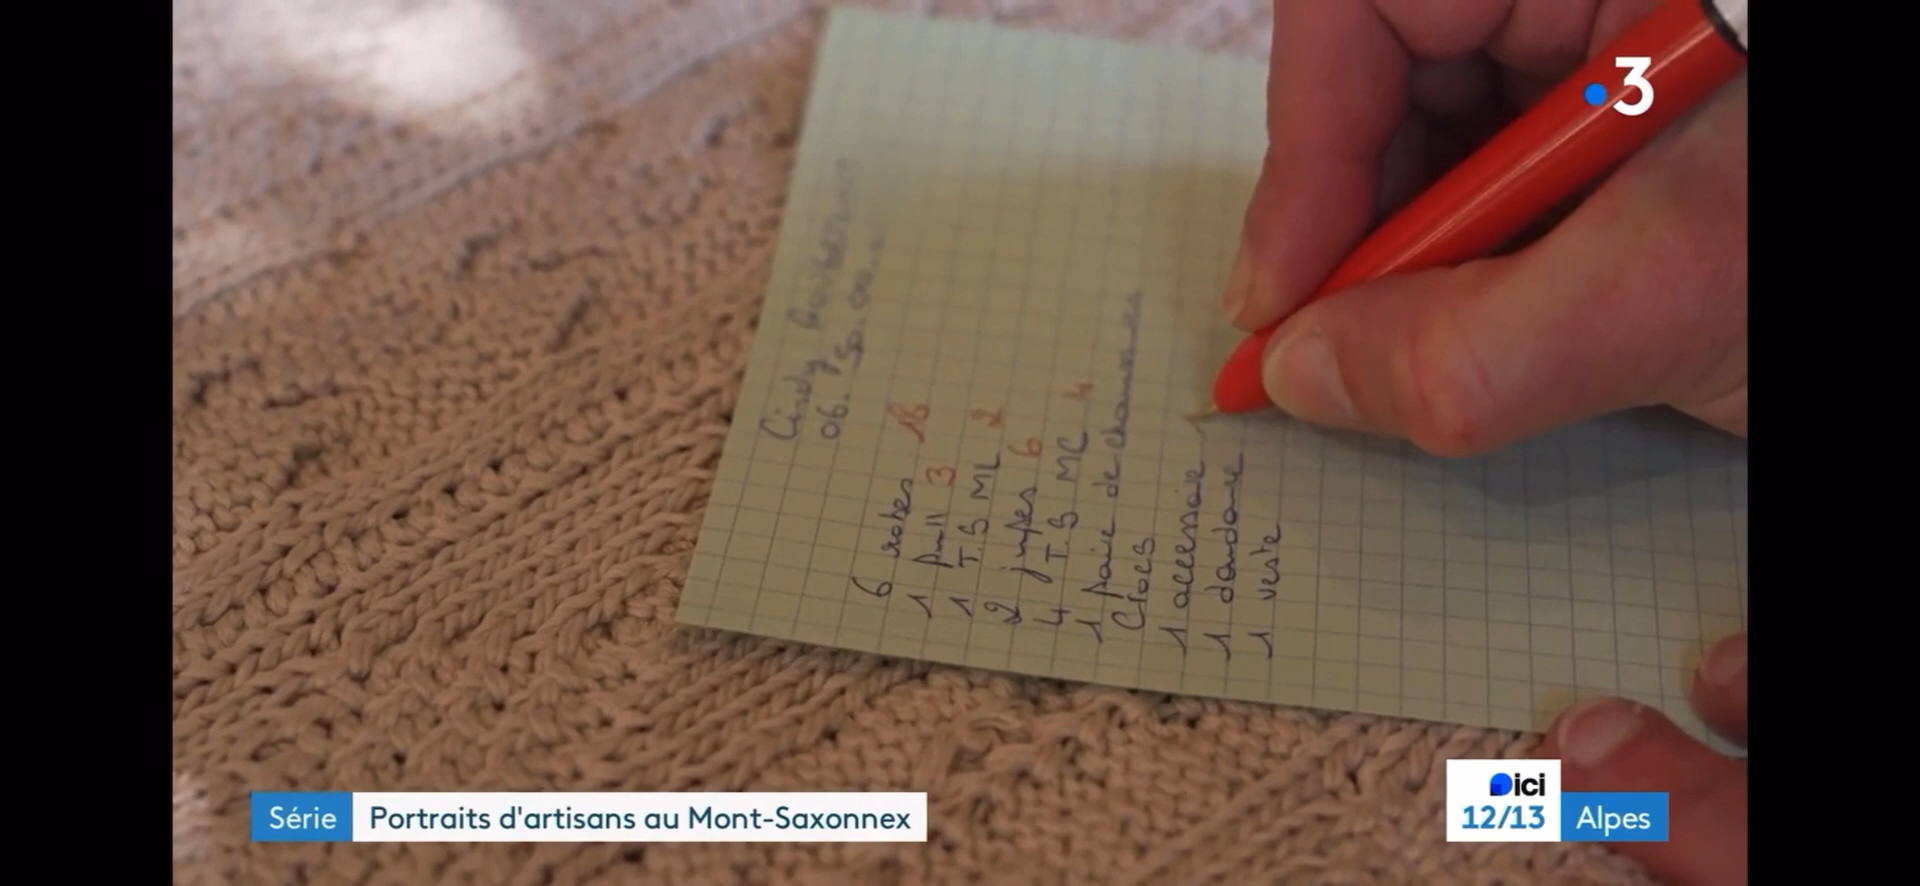 Cindy
06.
6 robes 18
1 pull 3
1 T.S ML 2
2 jupes 6
4 T.S MC 4
1 paire de chaussures
Crocs
1 accessoire
1 doudoune
1 veste
3
Série Portraits d'artisans au Mont-Saxonnex
ici
12/13 Alpes